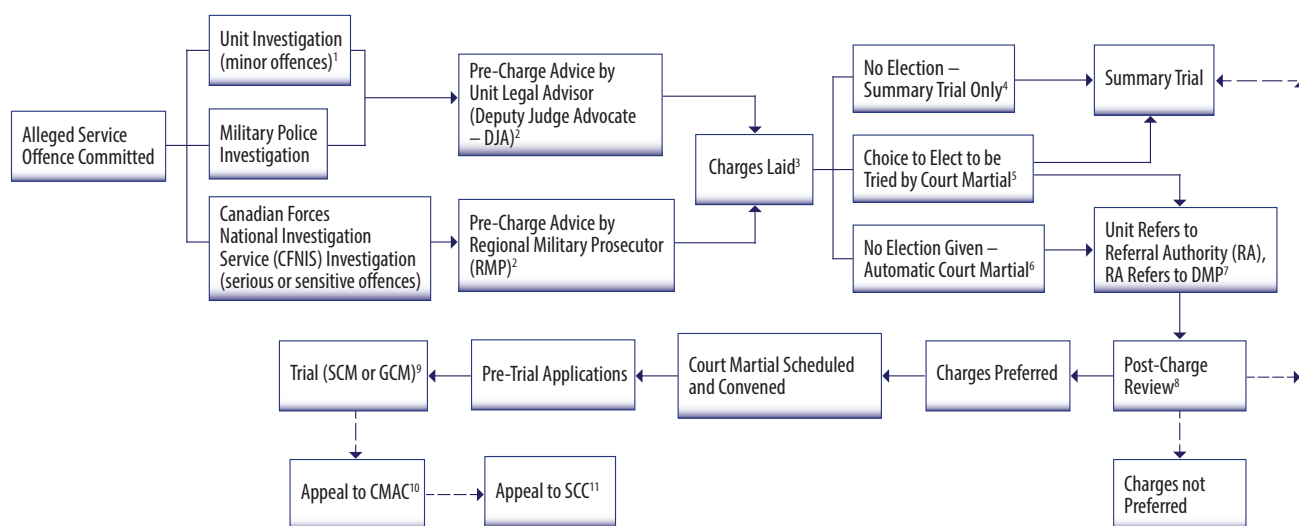 Alleged Service
Offence Committed
Unit Investigation
(minor offences)1
Military Police
Investigation
Canadian Forces
National Investigation
Service (CFNIS) Investigation
(serious or sensitive offences)
Pre-Charge Advice by
Unit Legal Advisor
(Deputy Judge Advocate
– DJA)2
Pre-Charge Advice by
Regional Military Prosecutor
(RMP)2
Charges Laid3
No Election –
Summary Trial Only4
Choice to Elect to be
Tried by Court Martial5
No Election Given –
Automatic Court Martial6
Summary Trial
Unit Refers to
Referral Authority (RA),
RA Refers to DMP7
Post-Charge
Review8
Charges not
Preferred
Charges Preferred
Court Martial Scheduled
and Convened
Pre-Trial Applications
Trial (SCM or GCM)9
Appeal to CMAC10
Appeal to SCC11